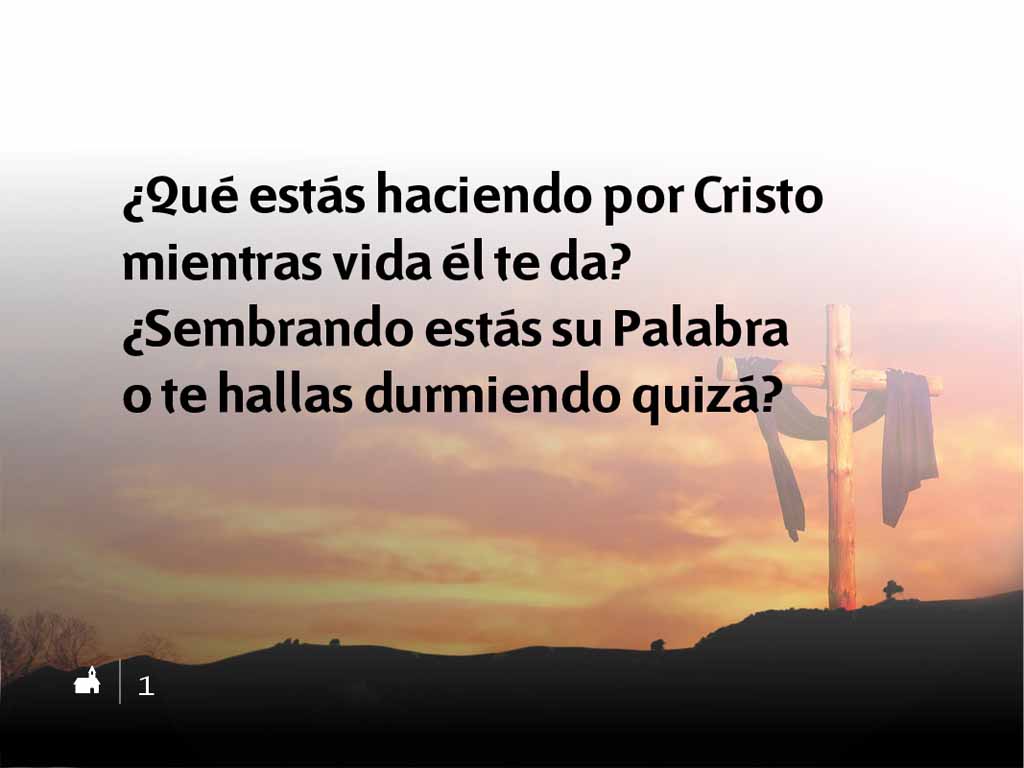 ¿Qué estás haciendo por Cristo
mientras vida él te da?
¿Sembrando estás su Palabra
o te hallas durmiendo quizá?
1